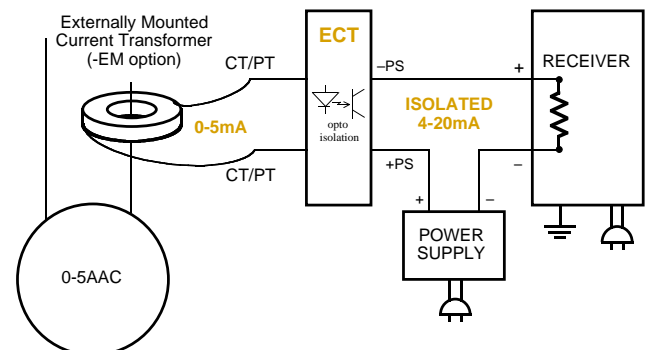 Externally Mounted
Current Transformer
(-EM option)
CT/PT
ECT
–PS
+
RECEIVER
0-5mA
opto
isolation
ISOLATED
4-20mA
CT/PT
+PS
–
+
–
POWER
SUPPLY
0-5AAC